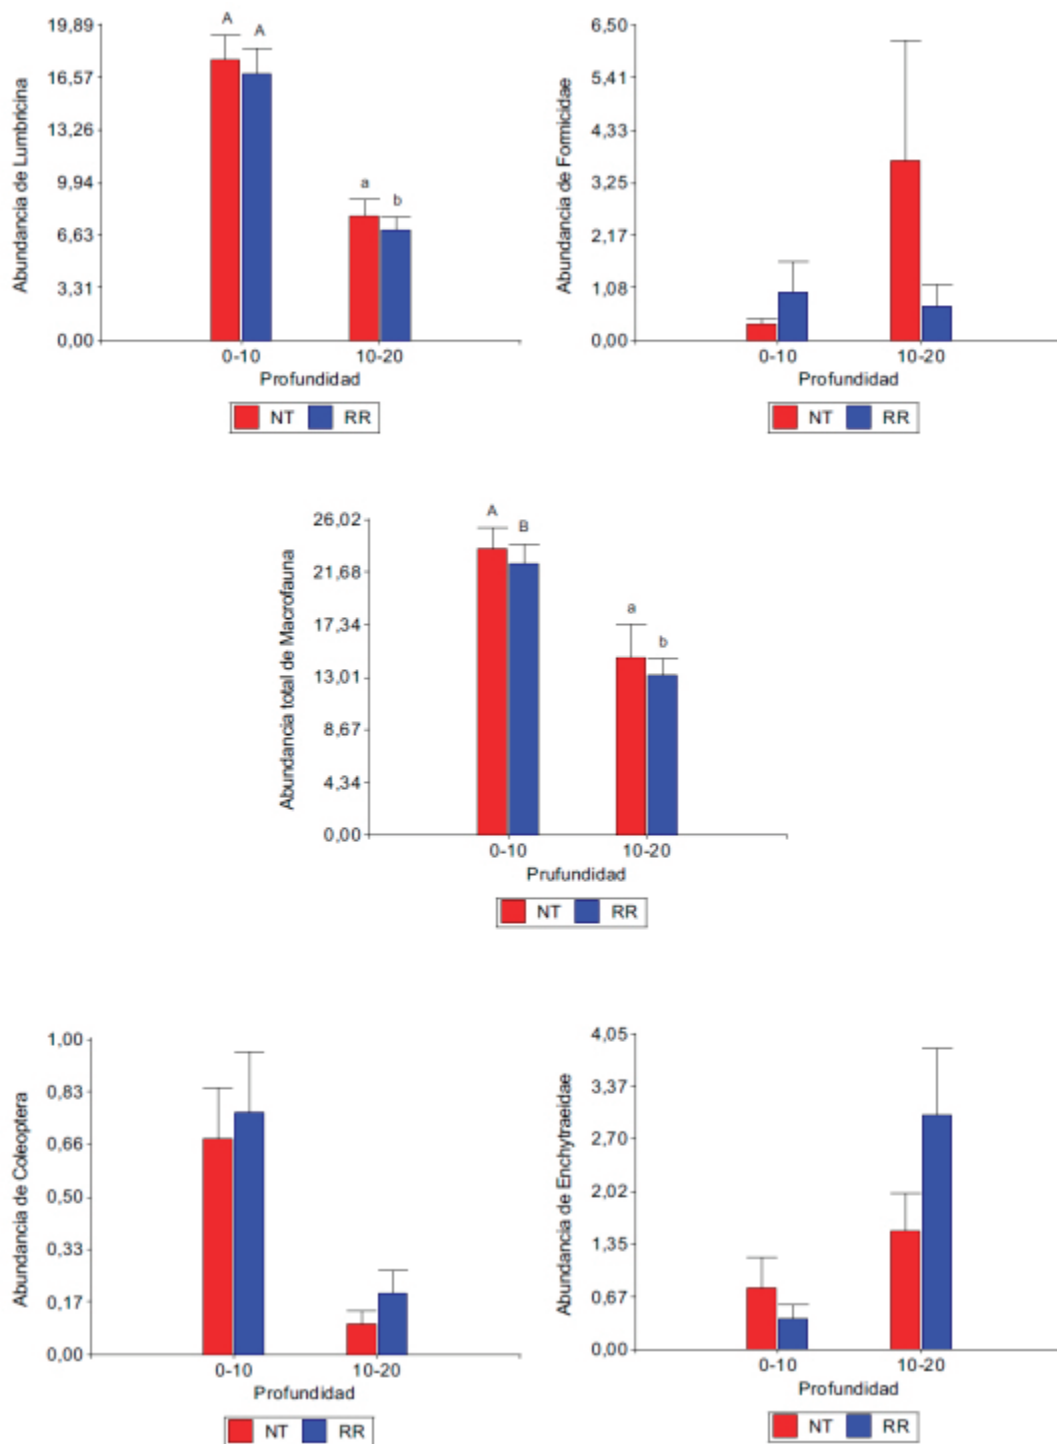 Abundancia de Lumbricina
19,89
16,57
13,26
9,94
6,63
3,31
0,00
A
A
a
b
0-10
10-20
Profundidad
NT RR
Abundancia de Formicidae
6,50
5,41
4,33
3,25
2,17
1,08
0,00
0-10
10-20
Profundidad
NT RR
Abundancia total de Macrofauna
26,02
21,68
17,34
13,01
8,67
4,34
0,00
A
B
a
b
0-10
10-20
Prufundidad
NT RR
Abundancia de Coleoptera
1,00
0,83
0,66
0,50
0,33
0,17
0,00
0-10
10-20
Profundidad
NT RR
Abundancia de Enchytraeidae
4,05
3,37
2,70
2,02
1,35
0,67
0,00
0-10
10-20
Profundidad
NT RR